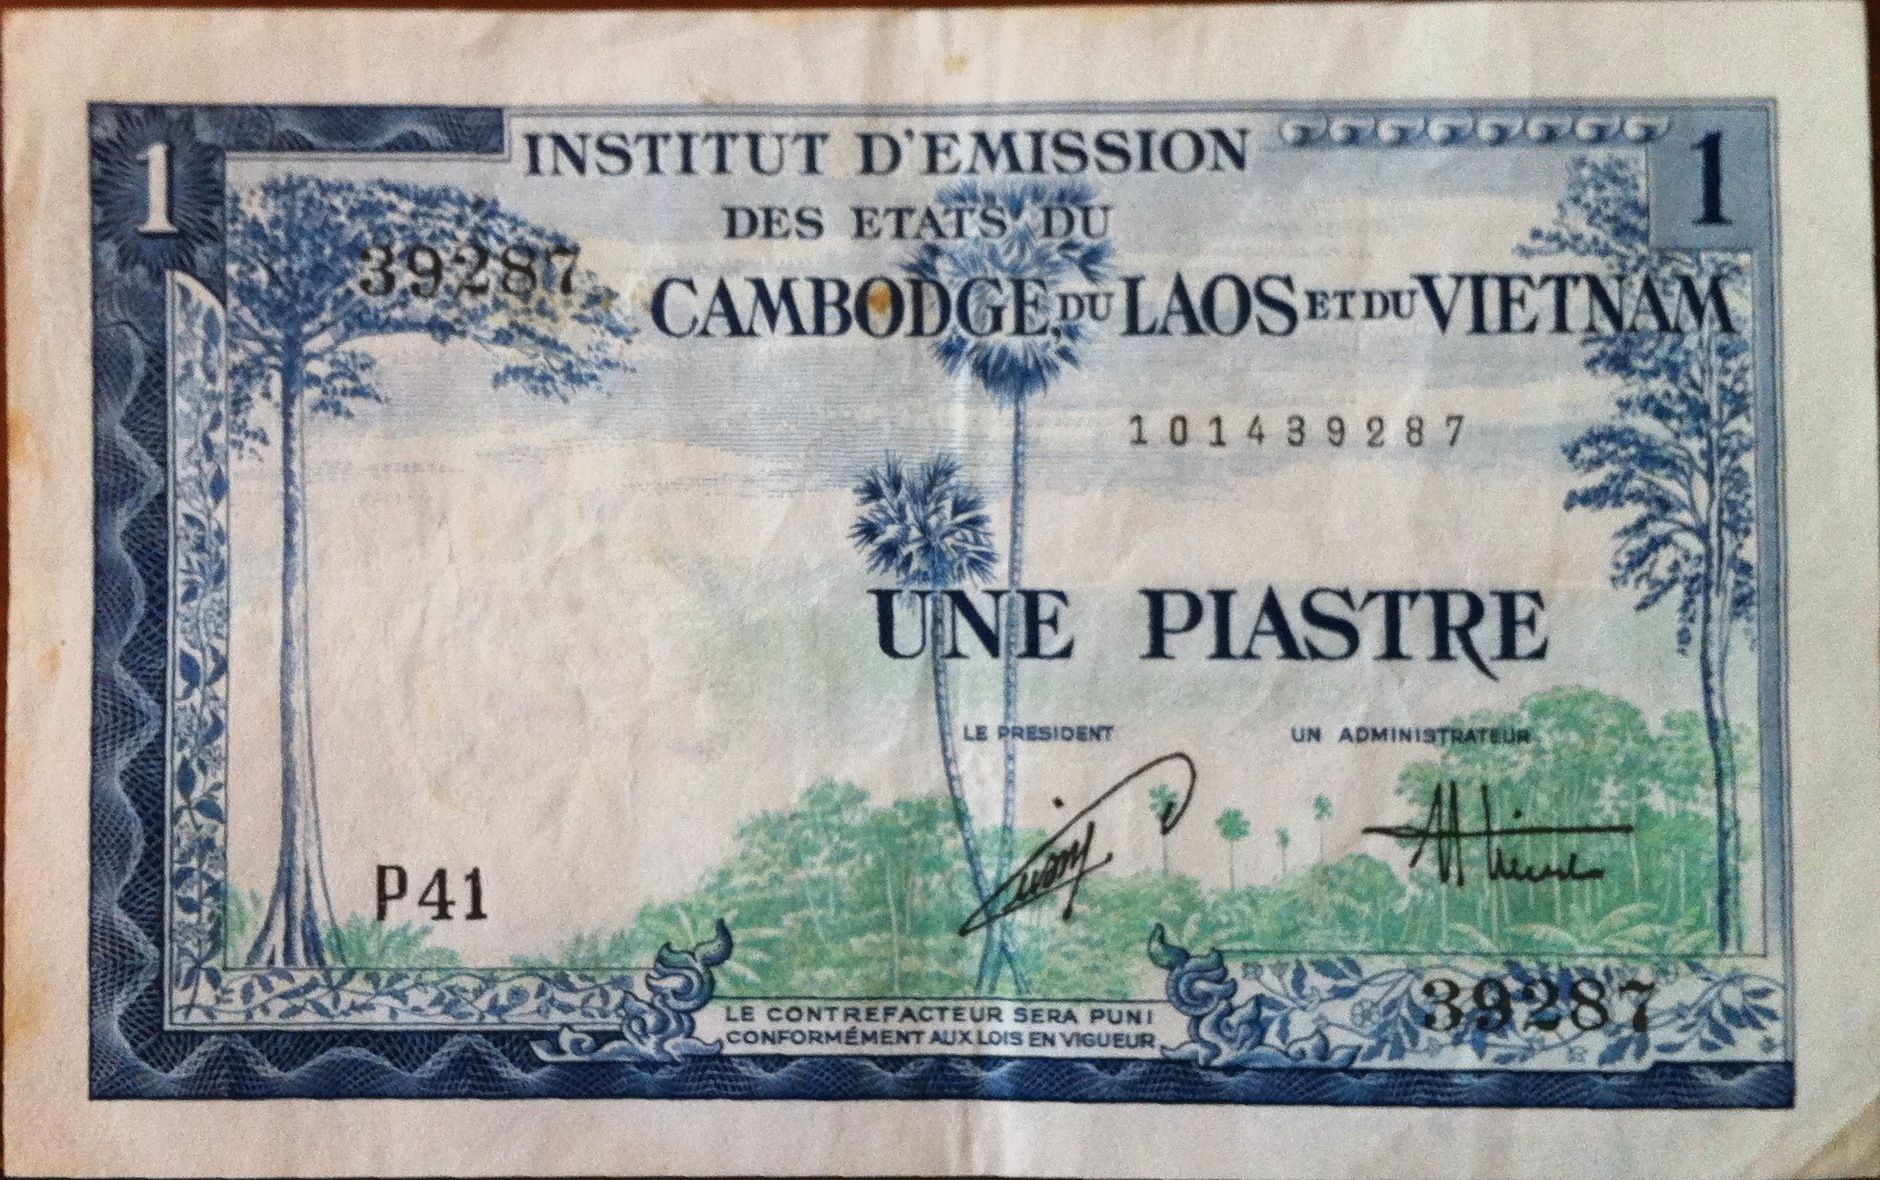 1
INSTITUT D'EMISSION
1
DES ETATS DU
39287
CAMBODGE, DU LAOS ET DU VIETNAM
101439287
UNE PIASTRE
LE PRESIDENT
UN ADMINISTRATEUR
P41
39287
LE CONTREFACTEUR SERA PUNI
CONFORMÉMENT AUX LOIS EN VIGUEUR